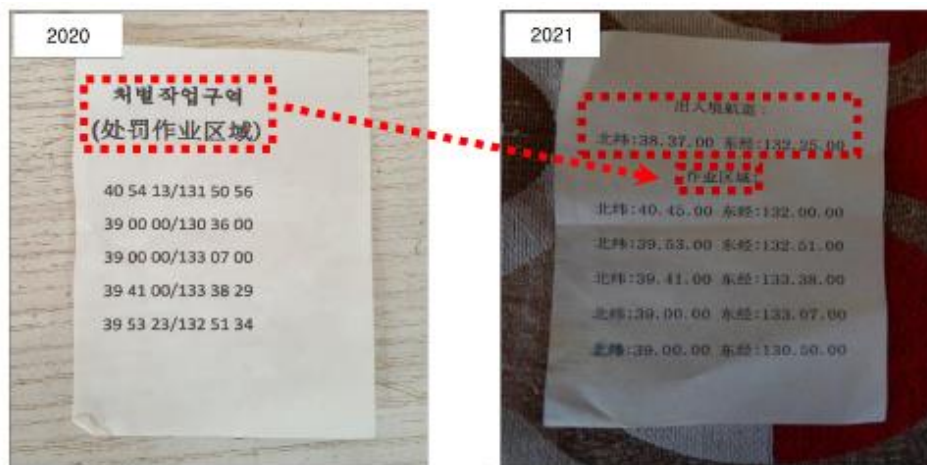 2020
처벌작업구역
(处罚作业区域)
40 54 13/131 50 56
39 00 00/130 36 00
39 00 00/133 07 00
39 41 00/133 38 29
39 53 23/132 51 34
2021
出入境航道:
北纬:38.37.00 东经:132.25.00
作业区域:
北纬:40.45.00 东经:132.00.00
北纬:39.53.00 东经:132.51.00
北纬:39.41.00 东经:133.38.00
北纬:39.00.00 东经:133.07.00
北纬:39.00.00 东经:130.50.00